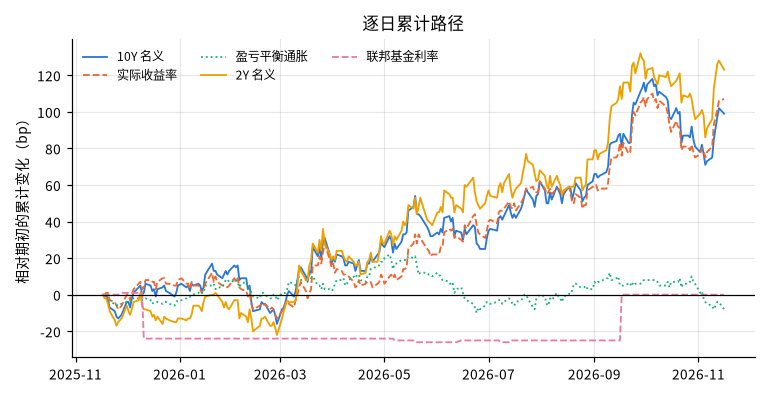 逐日累计路径
10Y 名义
实际收益率
盈亏平衡通胀
2Y 名义
联邦基金利率
相对期初的累计变化（bp）
120
100
80
60
40
20
0
-20
2025-11
2026-01
2026-03
2026-05
2026-07
2026-09
2026-11